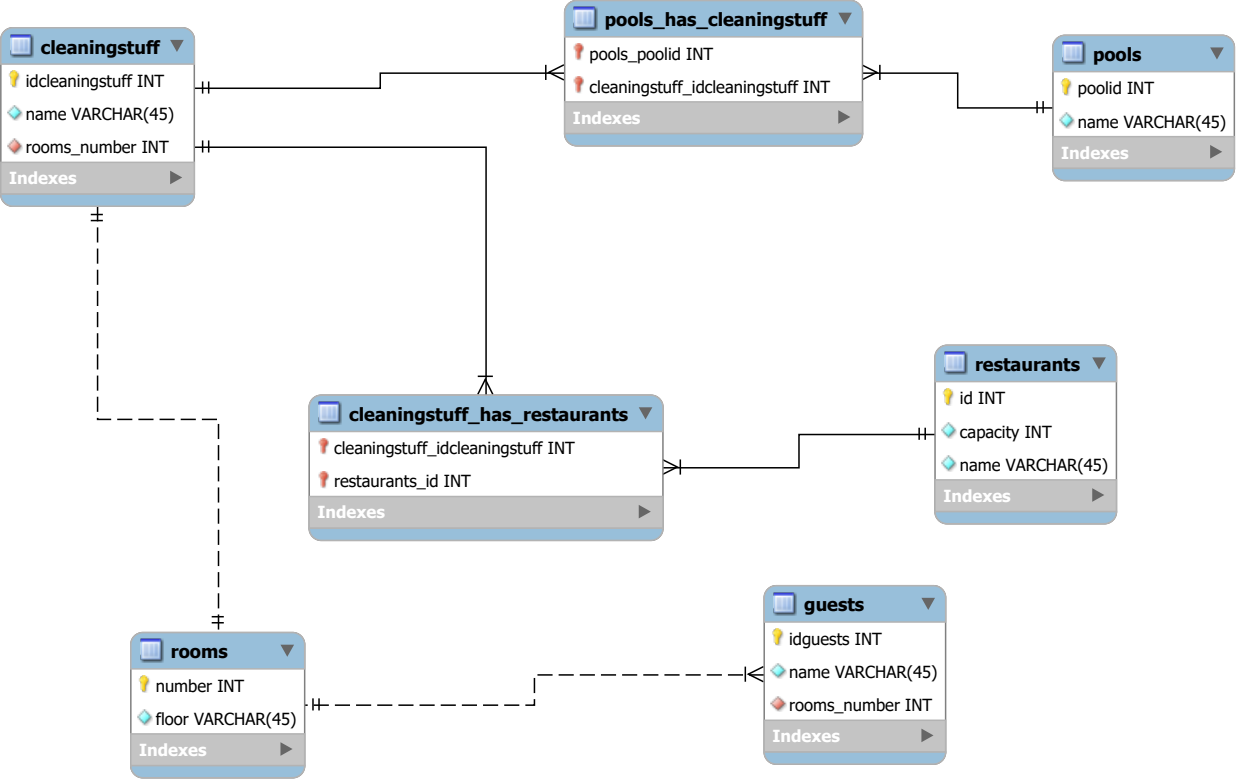 cleaningstuff
idcleaningstuff INT
name VARCHAR(45)
rooms_number INT
Indexes
pools_has_cleaningstuff
pools_poolid INT
cleaningstuff_idcleaningstuff INT
Indexes
pools
poolid INT
name VARCHAR(45)
Indexes
cleaningstuff_has_restaurants
cleaningstuff_idcleaningstuff INT
restaurants_id INT
Indexes
restaurants
id INT
capacity INT
name VARCHAR(45)
Indexes
rooms
number INT
floor VARCHAR(45)
Indexes
guests
idguests INT
name VARCHAR(45)
rooms_number INT
Indexes